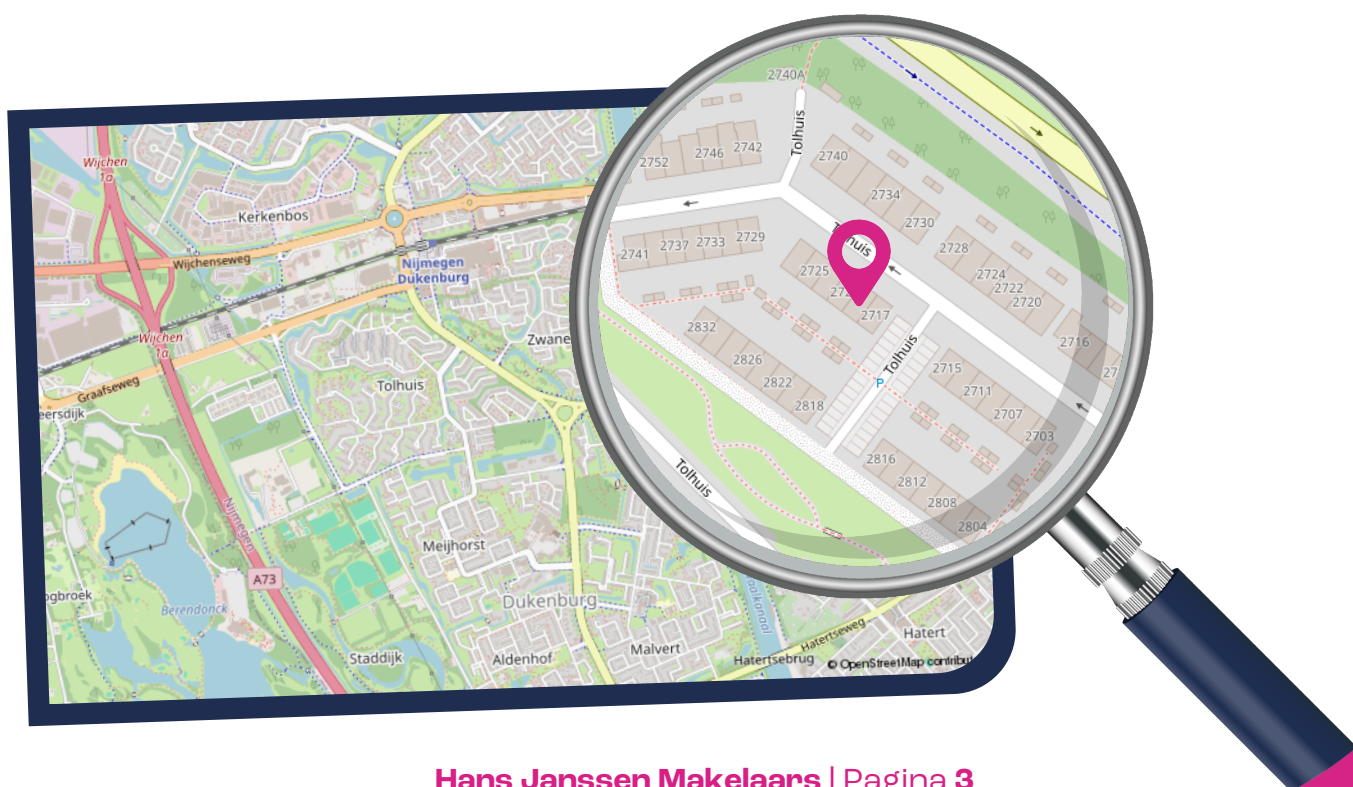 Wijchen
1a
Kerkenbos
Wijchenseweg
Nijmegen
Dukenburg
Wijchen
1a
Graafseweg
Tolhuis
Nijmegen
A73
Berendonck
Meijhorst
Dukenburg
Staddijk
Aldenhof
Malvert
Hatertsebrug
Hatertseweg
Hatert
© OpenStreetMap
2740A
Tolhuis
2752
2746
2742
2740
2734
2730
2728
2724
2722
2720
2716
2741
2737
2733
2729
2725
2717
Tolhuis
P
2715
2711
2707
2703
2832
2826
2822
2818
2816
2812
2808
2804
Tolhuis
Hans Janssen Makelaars | Pagina 3